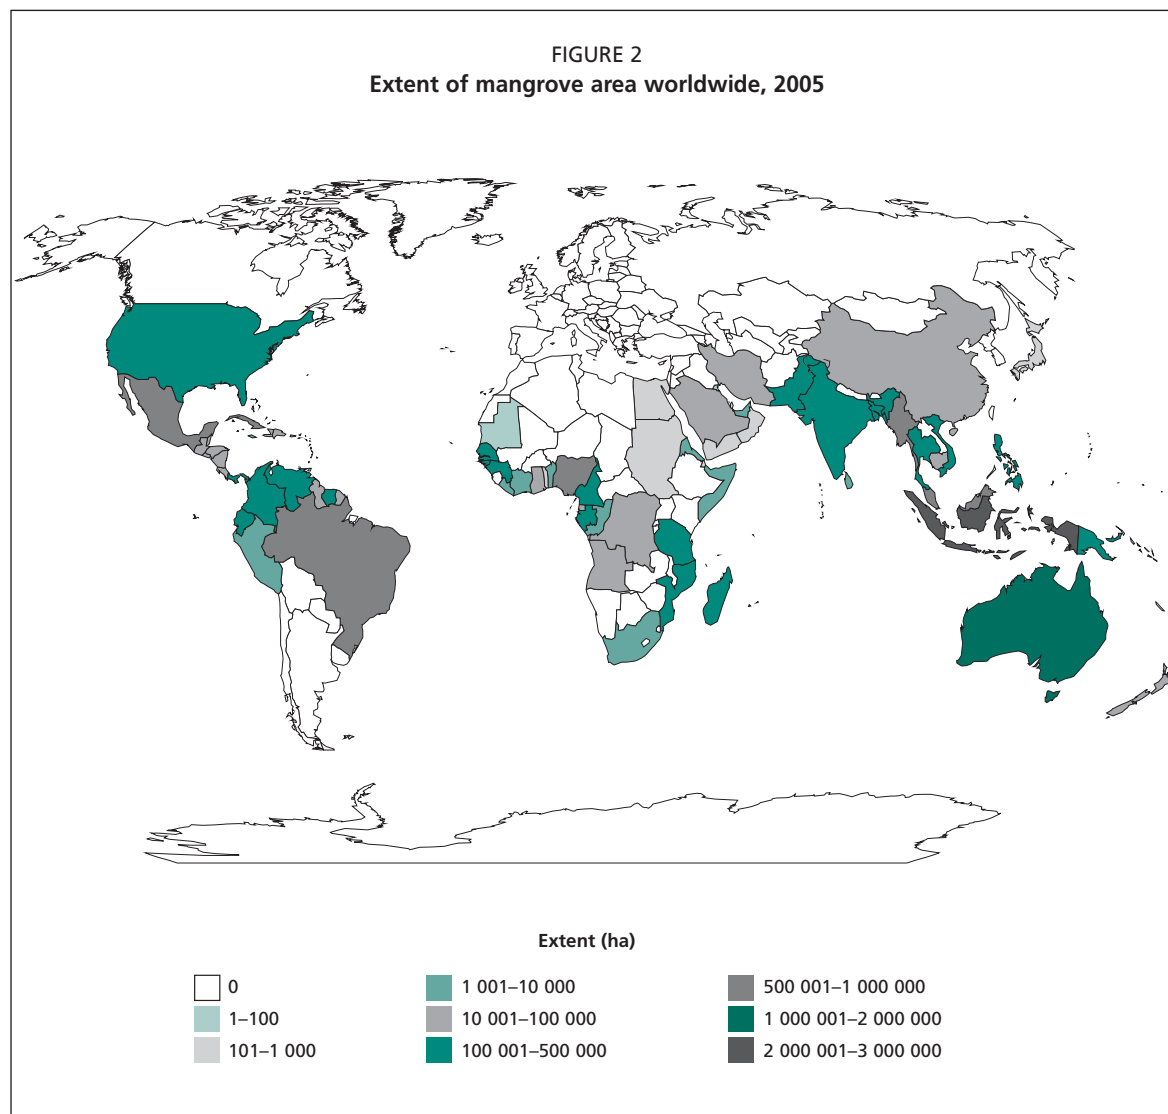 FIGURE 2
Extent of mangrove area worldwide, 2005
Extent (ha)
0
1–100
101–1 000
1 001–10 000
10 001–100 000
100 001–500 000
500 001–1 000 000
1 000 001–2 000 000
2 000 001–3 000 000